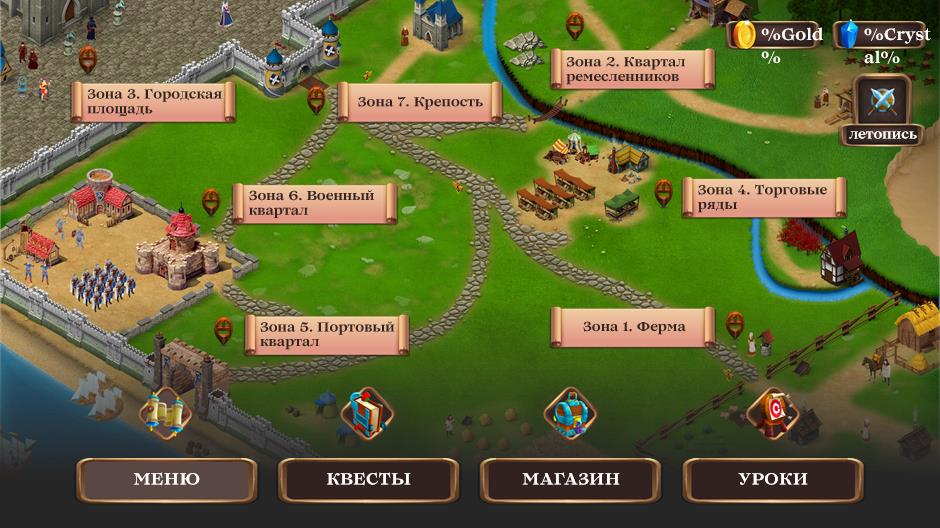 %Gold
%
%Cryst
al%
Зона 2. Квартал
ремесленников
Зона 3. Городская
площадь
Зона 7. Крепость
летопись
Зона 6. Военный
квартал
Зона 4. Торговые
ряды
Зона 5. Портовый
квартал
Зона 1. Ферма
МЕНЮ
КВЕСТЫ
МАГАЗИН
УРОКИ